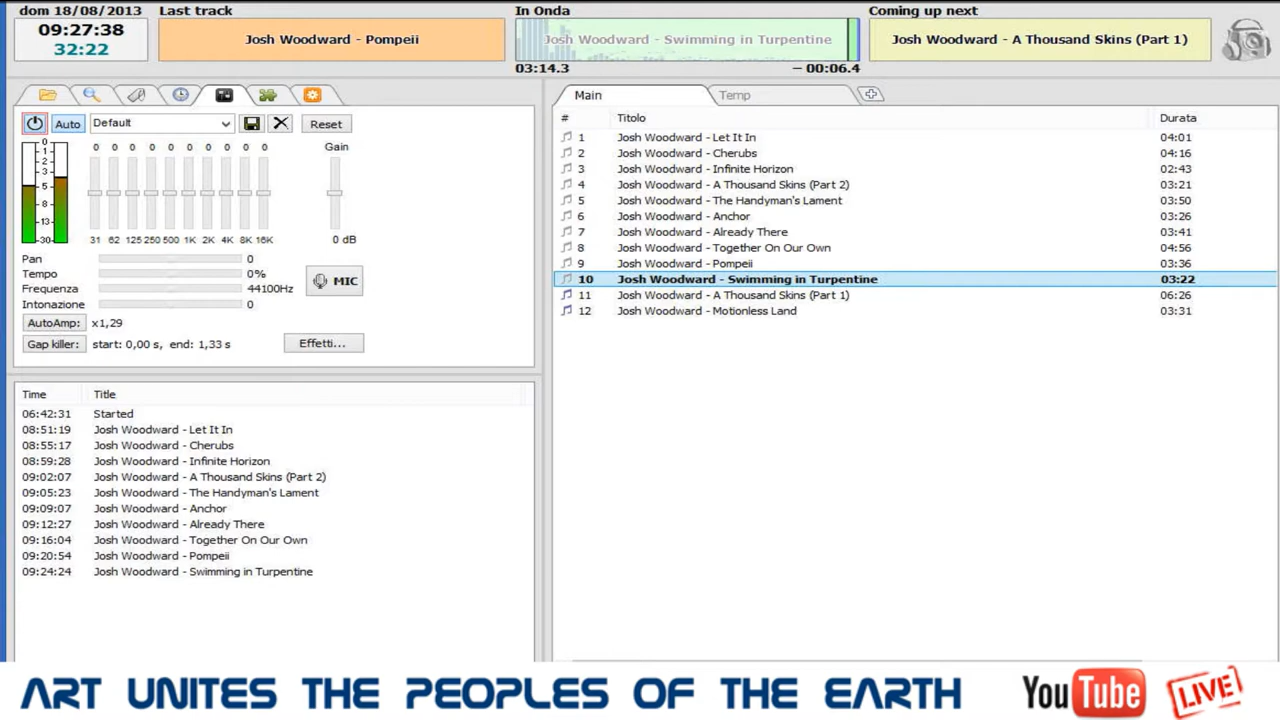 dom 18/08/2013
09:27:38
32:22
Last track
Josh Woodward - Pompeii
In Onda
Josh Woodward - Swimming in Turpentine
03:14.3
– 00:06.4
Coming up next
Josh Woodward - A Thousand Skins (Part 1)
Auto
Default
Reset
0
1
2
3
5
8
13
30
0 0 0 0 0 0 0 0 0 0
31 62 125 250 500 1K 2K 4K 8K 16K
Gain
0 dB
Pan 0
Tempo 0%
Frequenza 44100Hz
Intonazione 0
MIC
AutoAmp: x1,29
Gap killer: start: 0,00 s, end: 1,33 s
Effetti...
Time Title
06:42:31 Started
08:51:19 Josh Woodward - Let It In
08:55:17 Josh Woodward - Cherubs
08:59:28 Josh Woodward - Infinite Horizon
09:02:07 Josh Woodward - A Thousand Skins (Part 2)
09:05:23 Josh Woodward - The Handyman's Lament
09:09:07 Josh Woodward - Anchor
09:12:27 Josh Woodward - Already There
09:16:04 Josh Woodward - Together On Our Own
09:20:54 Josh Woodward - Pompeii
09:24:24 Josh Woodward - Swimming in Turpentine
Main Temp
# Titolo Durata
1 Josh Woodward - Let It In 04:01
2 Josh Woodward - Cherubs 04:16
3 Josh Woodward - Infinite Horizon 02:43
4 Josh Woodward - A Thousand Skins (Part 2) 03:21
5 Josh Woodward - The Handyman's Lament 03:50
6 Josh Woodward - Anchor 03:26
7 Josh Woodward - Already There 03:41
8 Josh Woodward - Together On Our Own 04:56
9 Josh Woodward - Pompeii 03:36
10 Josh Woodward - Swimming in Turpentine 03:22
11 Josh Woodward - A Thousand Skins (Part 1) 06:26
12 Josh Woodward - Motionless Land 03:31
ART UNITES THE PEOPLES OF THE EARTH
YouTube
LIVE